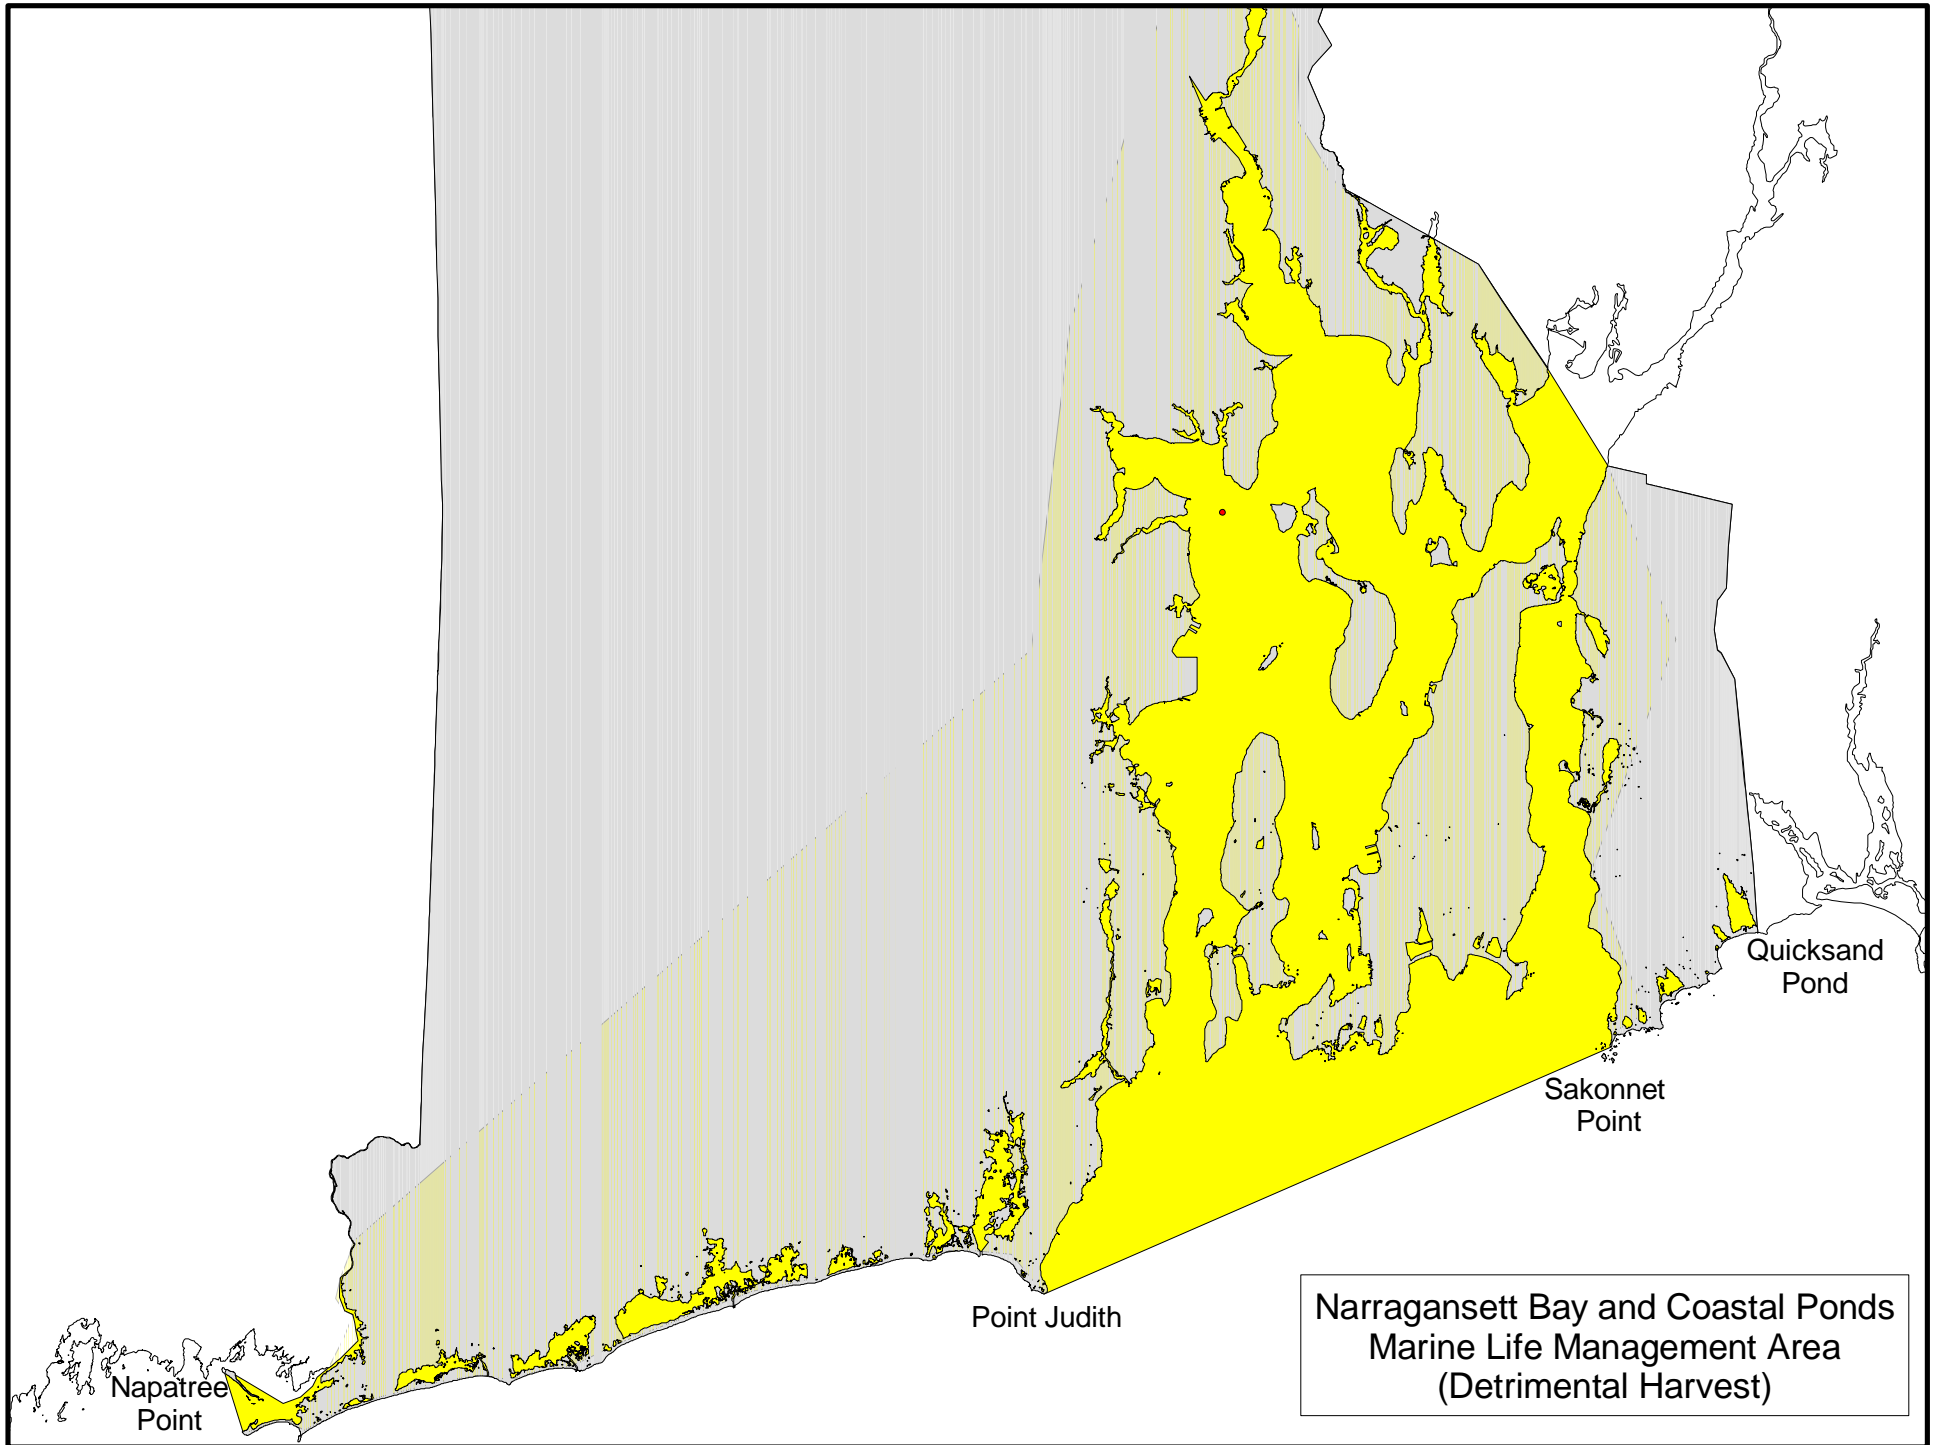 Quicksand
Pond
Sakonnet
Point
Point Judith
Napatree
Point
Narragansett Bay and Coastal Ponds
Marine Life Management Area
(Detrimental Harvest)